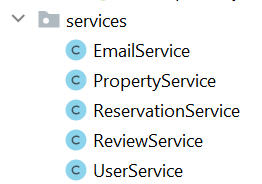 services
C EmailService
C PropertyService
C ReservationService
C ReviewService
C UserService